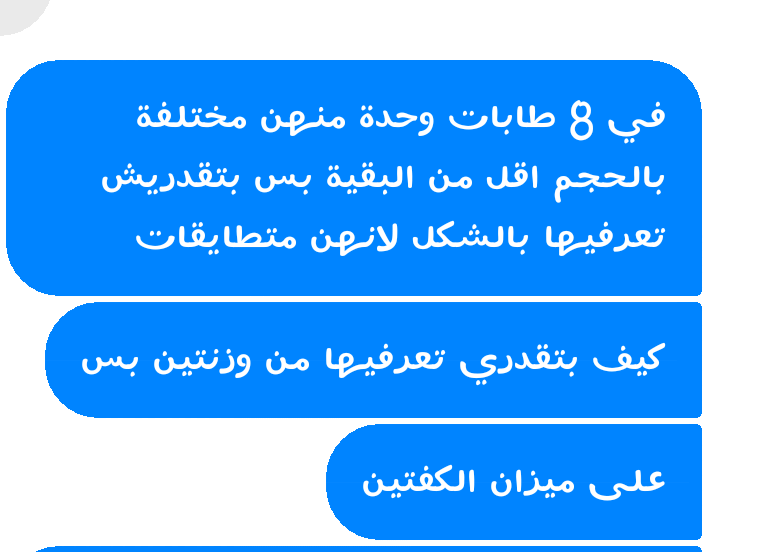 في 8 طابات وحدة منهن مختلفة
بالحجم اقل من البقية بس بتقدريش
تعرفيها بالشكل لانهن متطايقات
كيف بتقدري تعرفيها من وزنتين بس
على ميزان الكفتين